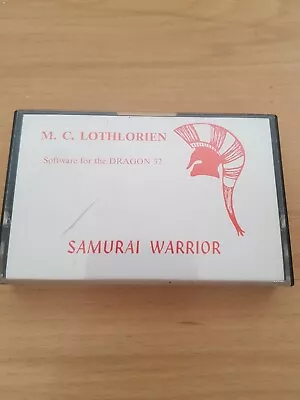 M. C. LOTHLORIEN
Software for the DRAGON 32
SAMURAI WARRIOR